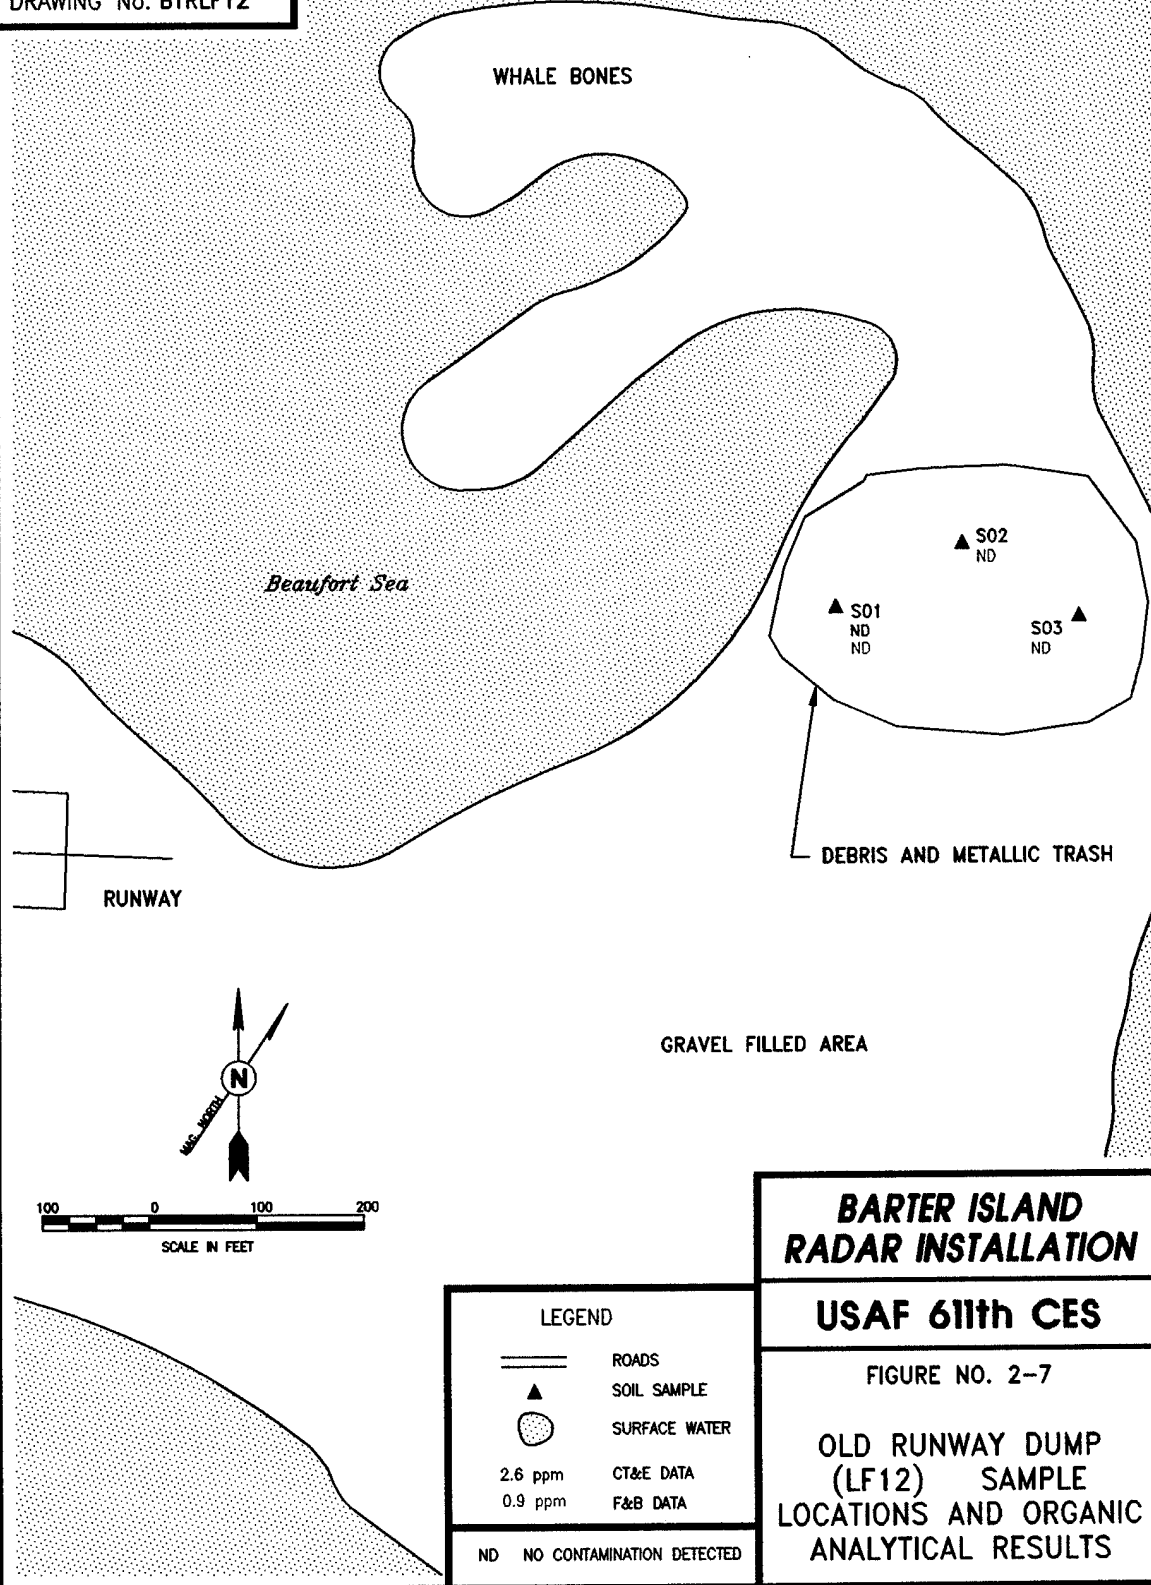 DRAWING No. BTRLF12
WHALE BONES
S02
ND
Beaufort Sea
S01
ND
ND
S03
ND
DEBRIS AND METALLIC TRASH
RUNWAY
GRAVEL FILLED AREA
N
MAG. NORTH
100 0 100 200
SCALE IN FEET
BARTER ISLAND
RADAR INSTALLATION
USAF 611th CES
FIGURE NO. 2-7
OLD RUNWAY DUMP
(LF12) SAMPLE
LOCATIONS AND ORGANIC
ANALYTICAL RESULTS
LEGEND
ROADS
SOIL SAMPLE
SURFACE WATER
2.6 ppm CT&E DATA
0.9 ppm F&B DATA
ND NO CONTAMINATION DETECTED